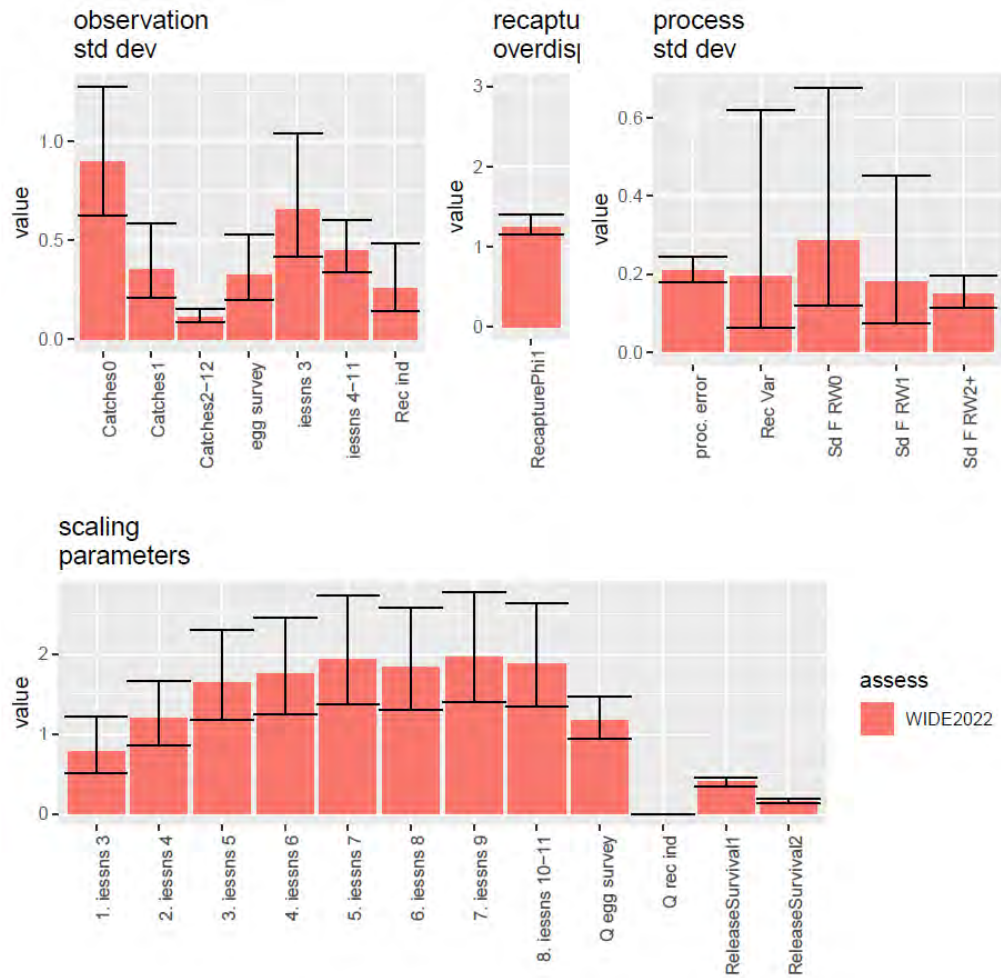 observation
std dev
recaptu
overdis
process
std dev
value
1.0
0.5
0.0
Catches0
Catches1
Catches2-12
egg survey
iessns 3
iessns 4-11
Rec ind
value
3
2
1
0
RecapturePhi1
value
0.6
0.4
0.2
0.0
proc. error
Rec Var
Sd F RW0
Sd F RW1
Sd F RW2+
scaling
parameters
value
2
1
0
1. iessns 3
2. iessns 4
3. iessns 5
4. iessns 6
5. iessns 7
6. iessns 8
7. iessns 9
8. iessns 10-11
Q egg survey
Q rec ind
ReleaseSurvival1
ReleaseSurvival2
assess
WIDE2022